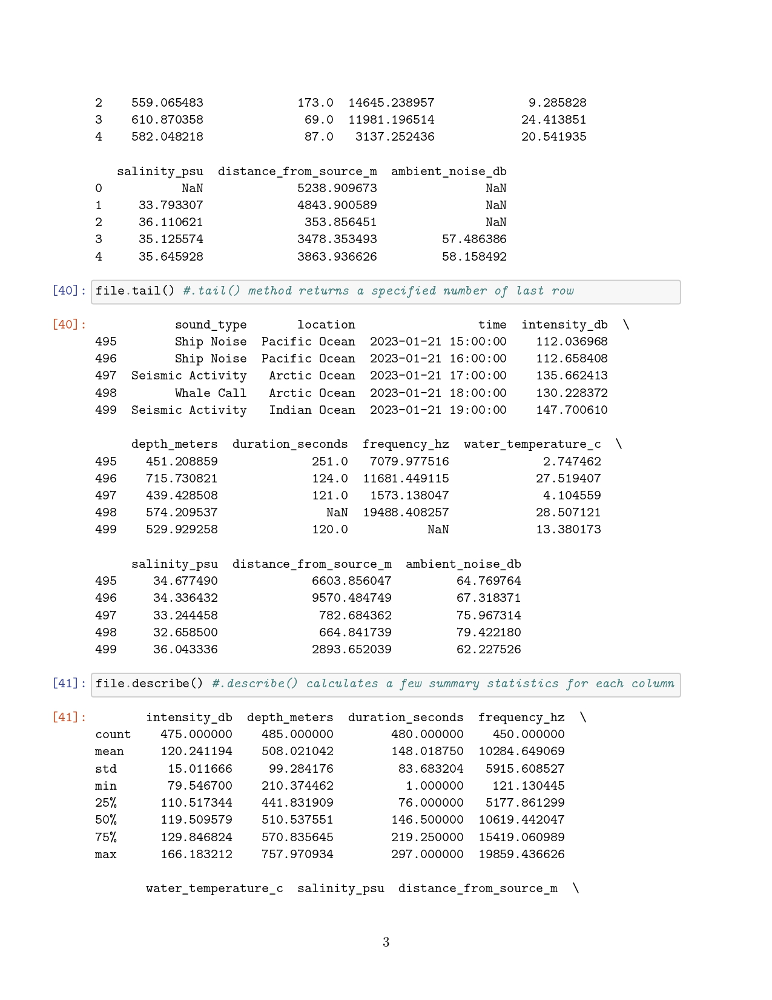 2    559.065483             173.0  14645.238957             9.285828
3    610.870358              69.0  11981.196514            24.413851
4    582.048218              87.0   3137.252436            20.541935
   salinity_psu  distance_from_source_m  ambient_noise_db
0           NaN             5238.909673               NaN
1     33.793307             4843.900589               NaN
2     36.110621              353.856451               NaN
3     35.125574             3478.353493         57.486386
4     35.645928             3863.936626         58.158492
[40]: file.tail() #.tail() method returns a specified number of last row
[40]:            sound_type       location                 time  intensity_db  \
495         Ship Noise  Pacific Ocean  2023-01-21 15:00:00    112.036968
496         Ship Noise  Pacific Ocean  2023-01-21 16:00:00    112.658408
497  Seismic Activity   Arctic Ocean  2023-01-21 17:00:00    135.662413
498         Whale Call   Arctic Ocean  2023-01-21 18:00:00    130.228372
499  Seismic Activity   Indian Ocean  2023-01-21 19:00:00    147.700610
     depth_meters  duration_seconds  frequency_hz  water_temperature_c  \
495    451.208859             251.0   7079.977516             2.747462
496    715.730821             124.0  11681.449115            27.519407
497    439.428508             121.0   1573.138047             4.104559
498    574.209537               NaN  19488.408257            28.507121
499    529.929258             120.0           NaN            13.380173
     salinity_psu  distance_from_source_m  ambient_noise_db
495     34.677490             6603.856047         64.769764
496     34.336432             9570.484749         67.318371
497     33.244458              782.684362         75.967314
498     32.658500              664.841739         79.422180
499     36.043336             2893.652039         62.227526
[41]: file.describe() #.describe() calculates a few summary statistics for each column
[41]:        intensity_db  depth_meters  duration_seconds  frequency_hz  \
count    475.000000    485.000000        480.000000    450.000000
mean     120.241194    508.021042        148.018750  10284.649069
std       15.011666     99.284176         83.683204   5915.608527
min       79.546700    210.374462          1.000000    121.130445
25%      110.517344    441.831909         76.000000   5177.861299
50%      119.509579    510.537551        146.500000  10619.442047
75%      129.846824    570.835645        219.250000  15419.060989
max      166.183212    757.970934        297.000000  19859.436626
       water_temperature_c  salinity_psu  distance_from_source_m  \
3